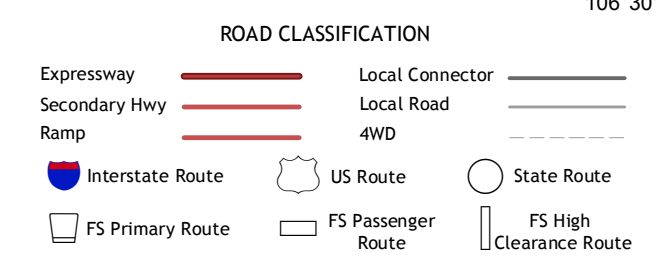 106 30
ROAD CLASSIFICATION
Expressway
Local Connector
Secondary Hwy
Local Road
Ramp
4WD
Interstate Route
US Route
State Route
FS Primary Route
FS Passenger
Route
FS High
Clearance Route